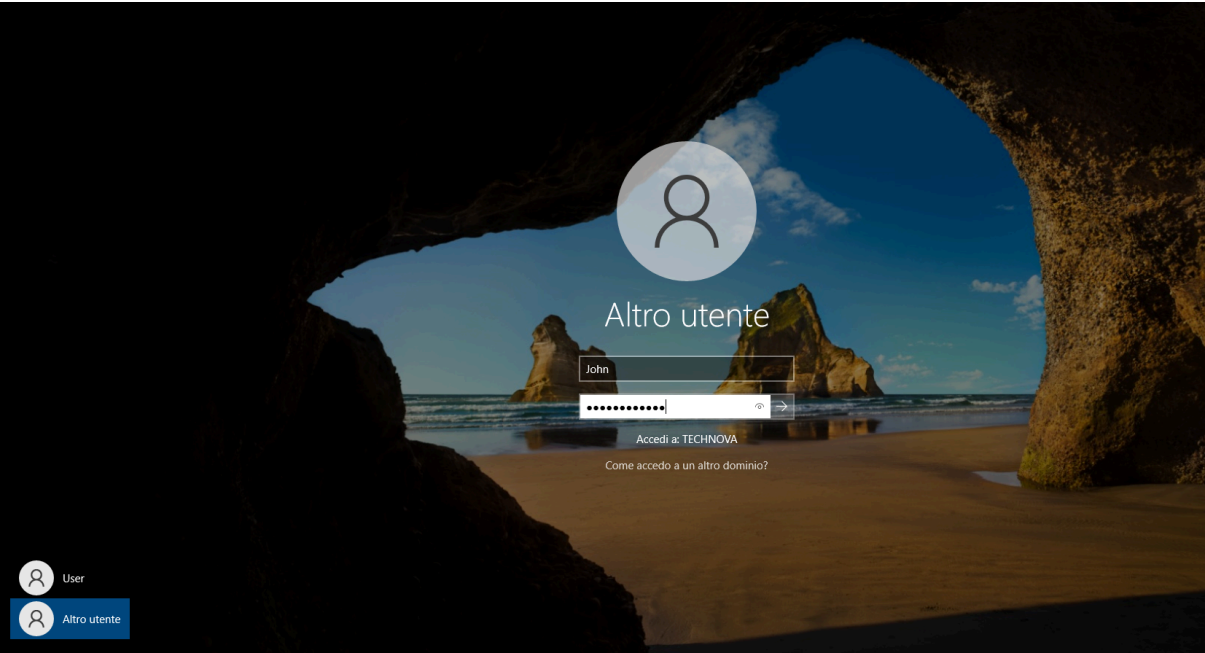 Altro utente
John
••••••••••••
Accedi a: TECHNOVA
Come accedo a un altro dominio?
User
Altro utente